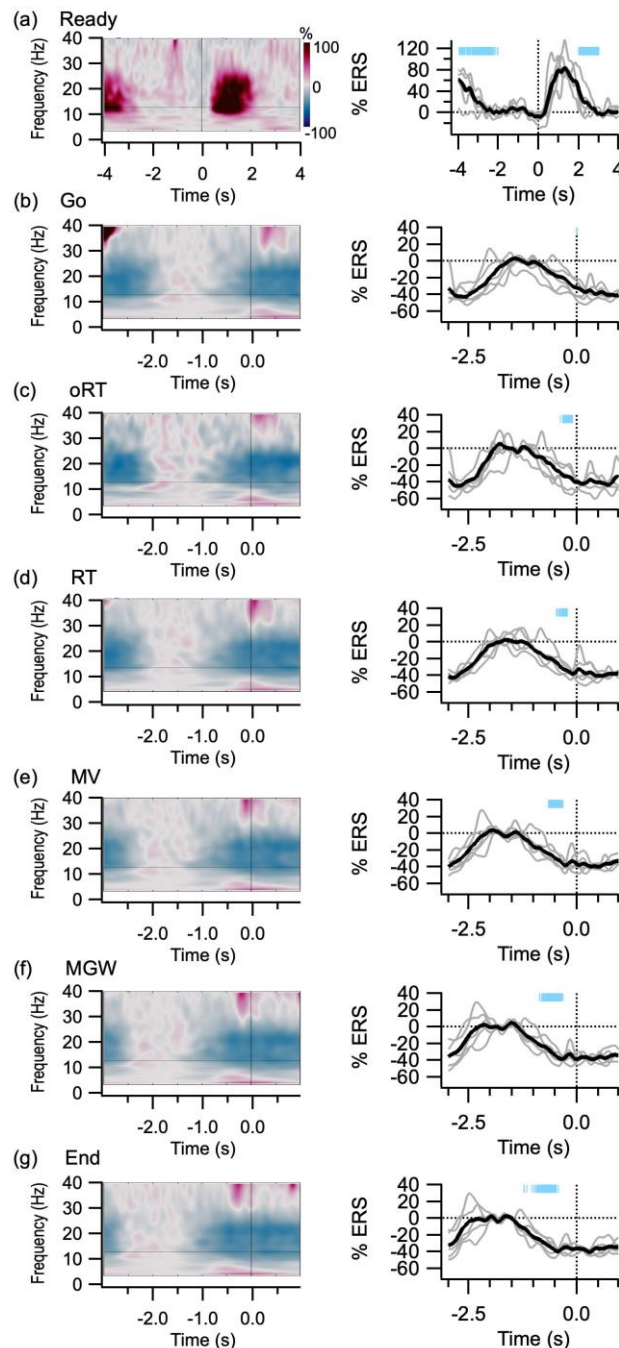 (a) Ready
Frequency (Hz)
40
30
20
10
0
%
100
0
-100
-4 -2 0 2 4
Time (s)
% ERS
120
80
40
0
-4 -2 0 2 4
Time (s)
(b) Go
Frequency (Hz)
40
30
20
10
0
-2.0 -1.0 0.0
Time (s)
% ERS
40
20
0
-20
-40
-60
-2.5 0.0
Time (s)
(c) oRT
Frequency (Hz)
40
30
20
10
0
-2.0 -1.0 0.0
Time (s)
% ERS
40
20
0
-20
-40
-60
-2.5 0.0
Time (s)
(d) RT
Frequency (Hz)
40
30
20
10
0
-2.0 -1.0 0.0
Time (s)
% ERS
40
20
0
-20
-40
-60
-2.5 0.0
Time (s)
(e) MV
Frequency (Hz)
40
30
20
10
0
-2.0 -1.0 0.0
Time (s)
% ERS
40
20
0
-20
-40
-60
-2.5 0.0
Time (s)
(f) MGW
Frequency (Hz)
40
30
20
10
0
-2.0 -1.0 0.0
Time (s)
% ERS
40
20
0
-20
-40
-60
-2.5 0.0
Time (s)
(g) End
Frequency (Hz)
40
30
20
10
0
-2.0 -1.0 0.0
Time (s)
% ERS
40
20
0
-20
-40
-60
-2.5 0.0
Time (s)